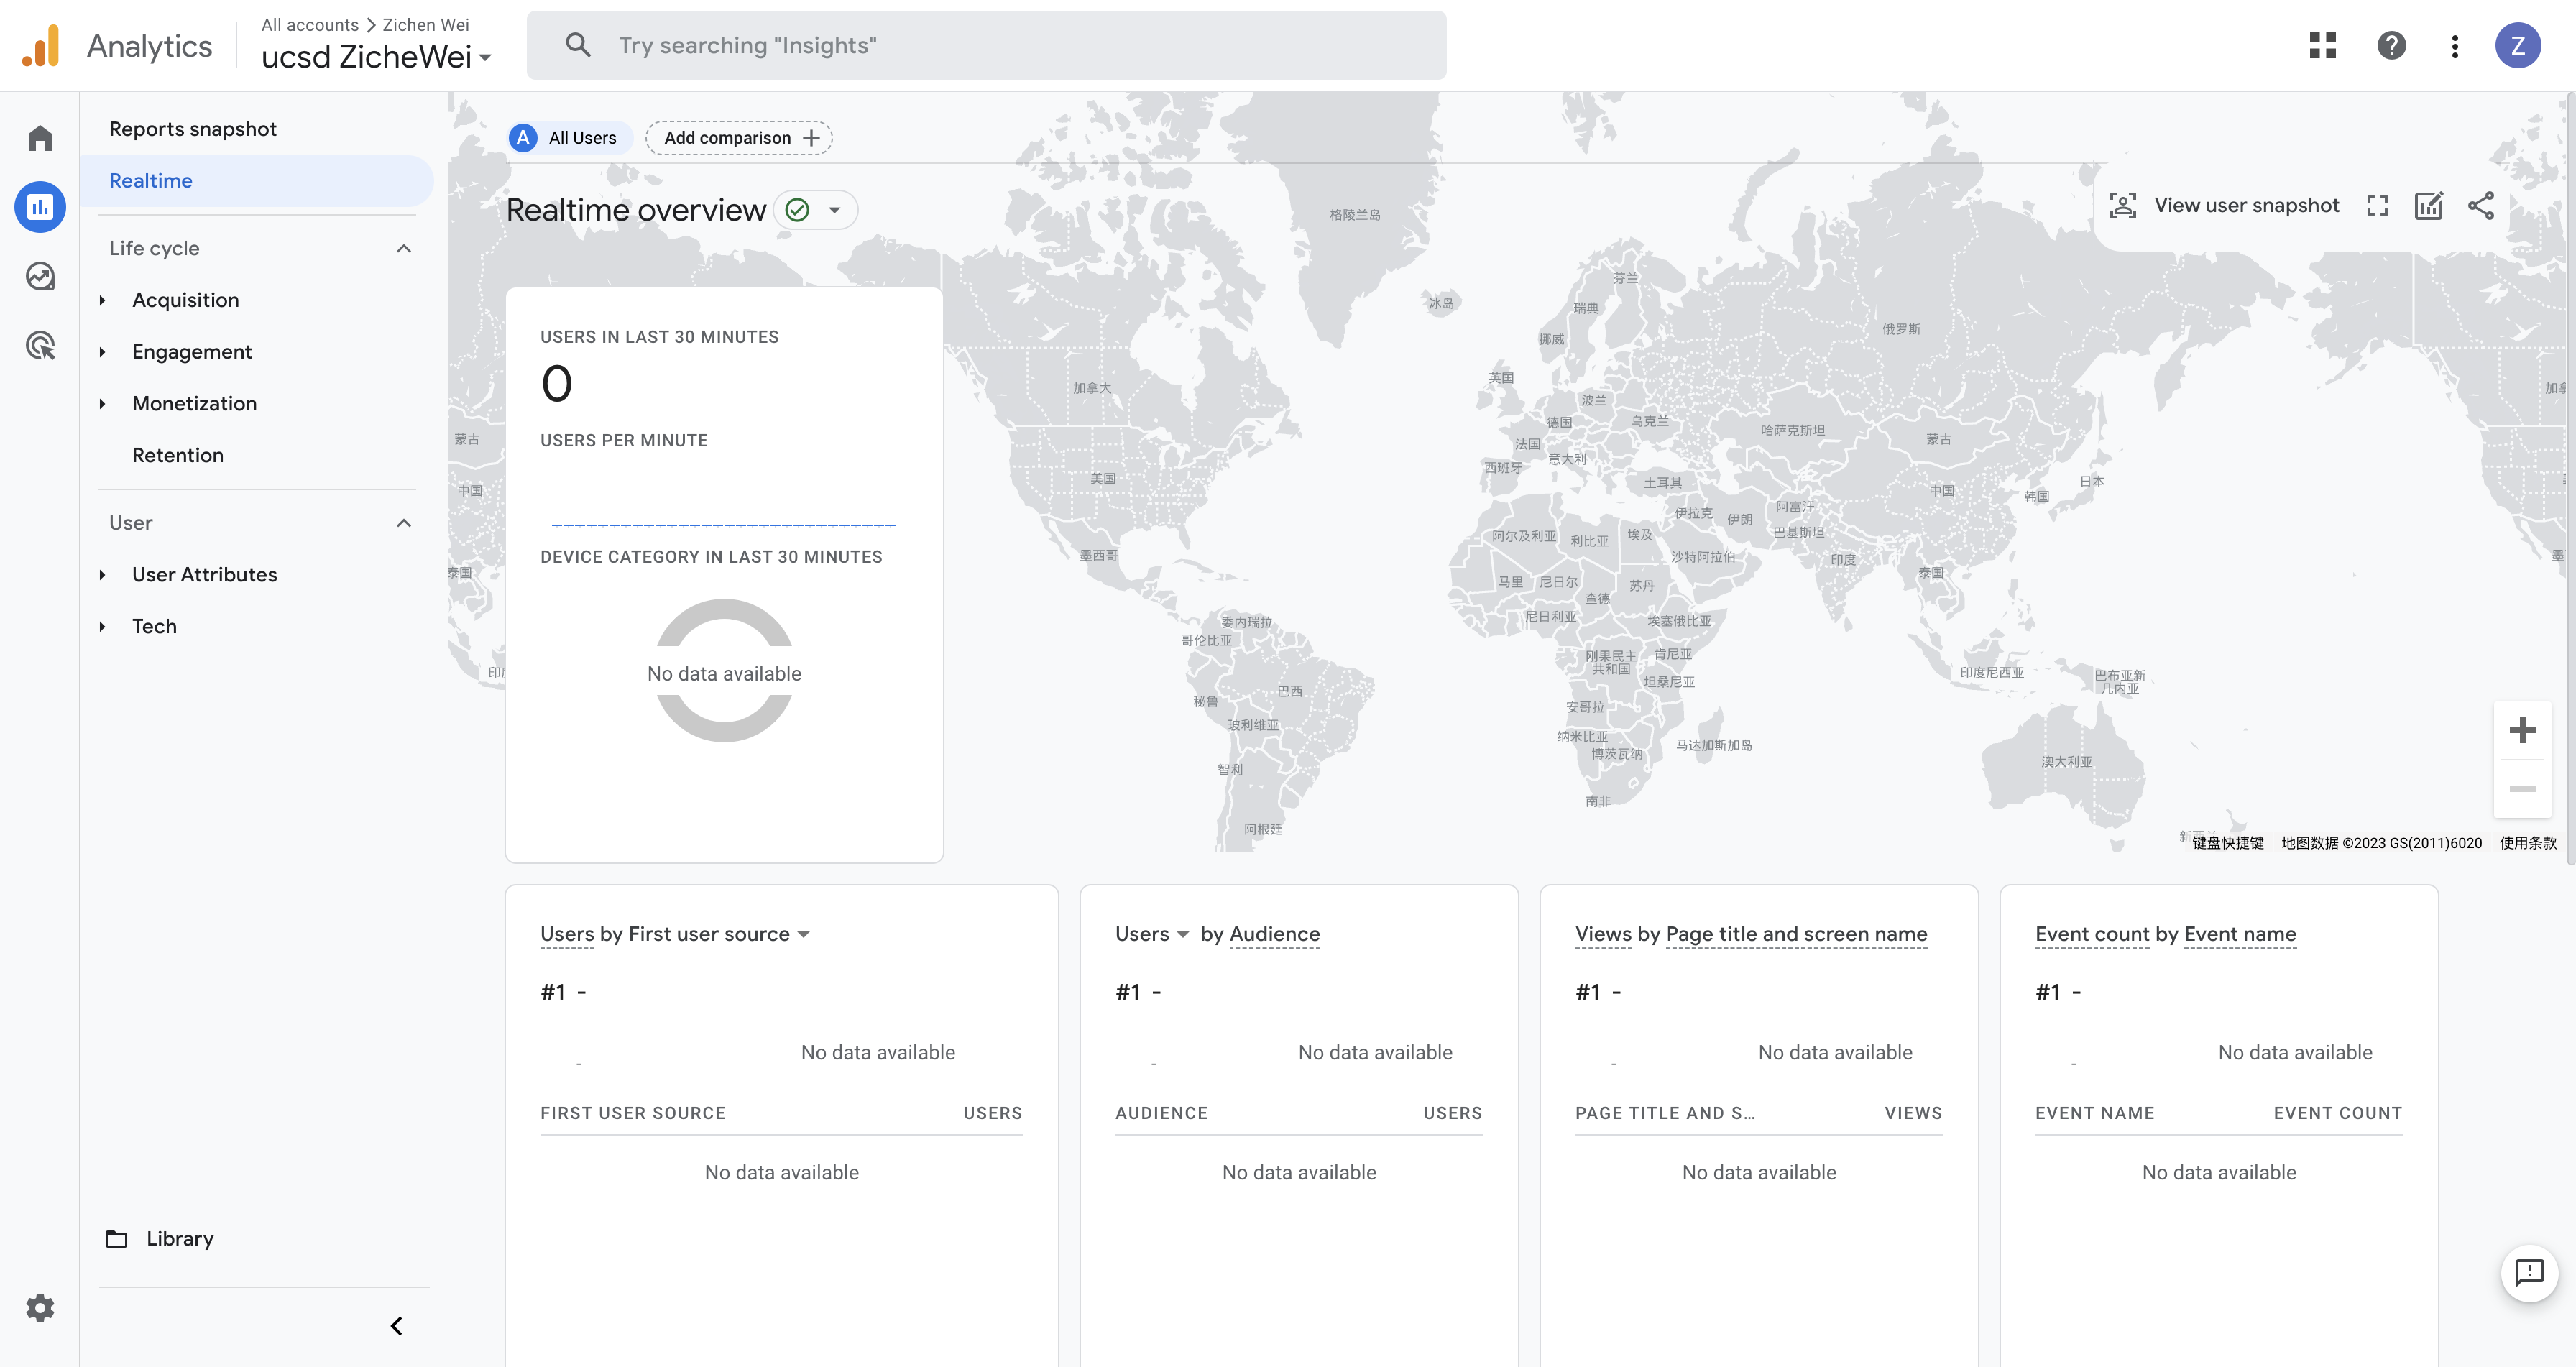 Analytics
All accounts > Zichen Wei
ucsd ZicheWei
Try searching "Insights"
Z
Reports snapshot
Realtime
Life cycle
Acquisition
Engagement
Monetization
Retention
User
User Attributes
Tech
Library
A All Users
Add comparison +
Realtime overview
View user snapshot
USERS IN LAST 30 MINUTES
0
USERS PER MINUTE
DEVICE CATEGORY IN LAST 30 MINUTES
No data available
格陵兰岛
冰岛
芬兰
瑞典
挪威
俄罗斯
英国
加拿大
波兰
德国
乌克兰
法国
哈萨克斯坦
蒙古
蒙古
意大利
西班牙
美国
土耳其
中国
中国
韩国
日本
伊拉克
伊朗
阿富汗
巴基斯坦
阿尔及利亚
利比亚
埃及
墨西哥
沙特阿拉伯
印度
泰国
泰国
马里
尼日尔
苏丹
查德
尼日利亚
埃塞俄比亚
委内瑞拉
哥伦比亚
刚果民主
共和国
肯尼亚
印度尼西亚
巴布亚新
几内亚
坦桑尼亚
巴西
秘鲁
安哥拉
玻利维亚
纳米比亚
博茨瓦纳
马达加斯加岛
澳大利亚
智利
南非
阿根廷
键盘快捷键
地图数据 ©2023 GS(2011)6020
使用条款
Users by First user source
#1 -
-
No data available
FIRST USER SOURCE USERS
No data available
Users by Audience
#1 -
-
No data available
AUDIENCE USERS
No data available
Views by Page title and screen name
#1 -
-
No data available
PAGE TITLE AND S... VIEWS
No data available
Event count by Event name
#1 -
-
No data available
EVENT NAME EVENT COUNT
No data available